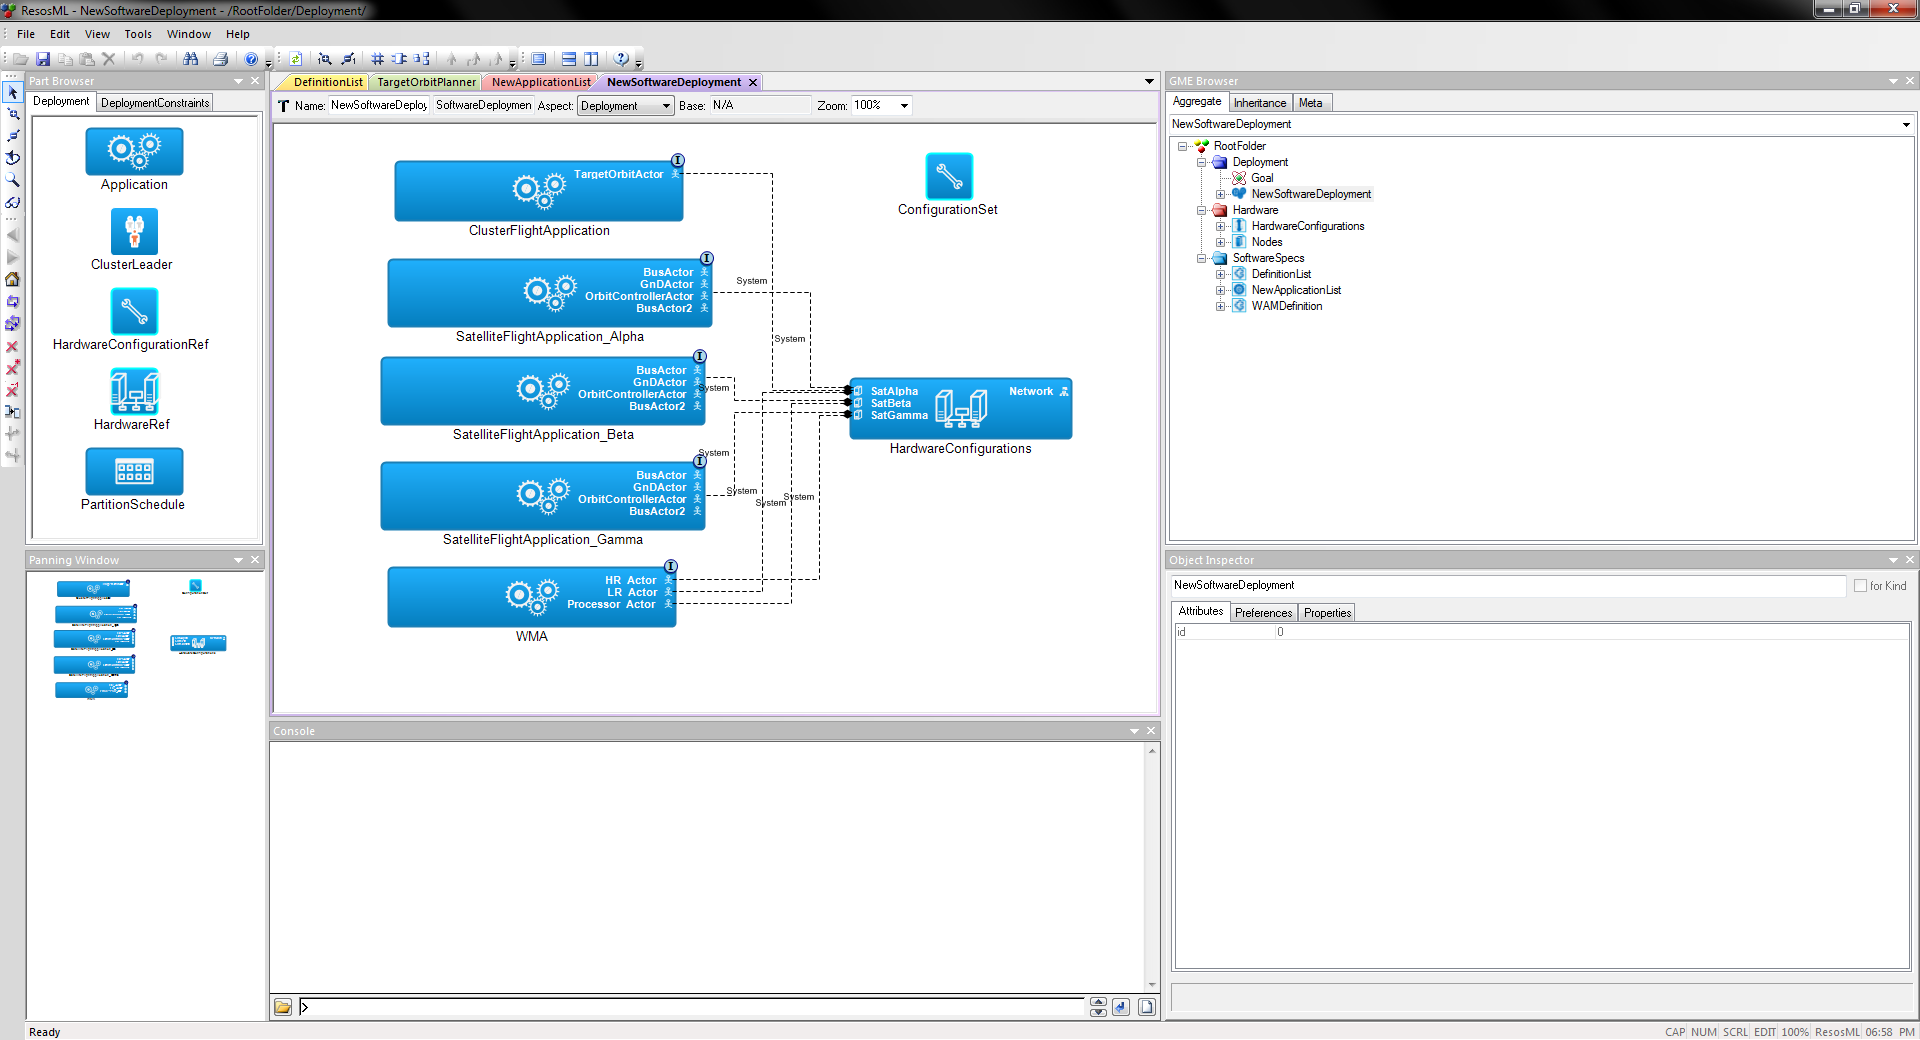 ResosML - NewSoftwareDeployment - /RootFolder/Deployment/
File Edit View Tools Window Help
Part Browser
Deployment DeploymentConstraints
Application
ClusterLeader
HardwareConfigurationRef
HardwareRef
PartitionSchedule
Panning Window
DefinitionList TargetOrbitPlanner NewApplicationList NewSoftwareDeployment
Name: NewSoftwareDeploy SoftwareDeploymen Aspect: Deployment Base: N/A Zoom: 100%
TargetOrbitActor
ClusterFlightApplication
ConfigurationSet
BusActor
GnDActor
OrbitControllerActor
BusActor2
SatelliteFlightApplication_Alpha
System
System
BusActor
GnDActor
OrbitControllerActor
BusActor2
SatelliteFlightApplication_Beta
System
SatAlpha
SatBeta
SatGamma
Network
HardwareConfigurations
System
BusActor
GnDActor
OrbitControllerActor
BusActor2
SatelliteFlightApplication_Gamma
System
System
System
HR Actor
LR Actor
Processor Actor
WMA
Console
>
GME Browser
Aggregate Inheritance Meta
NewSoftwareDeployment
RootFolder
Deployment
Goal
NewSoftwareDeployment
Hardware
HardwareConfigurations
Nodes
SoftwareSpecs
DefinitionList
NewApplicationList
WAMDefinition
Object Inspector
NewSoftwareDeployment for Kind
Attributes Preferences Properties
id 0
Ready
CAP NUM SCRL EDIT 100% ResosML 06:58 PM